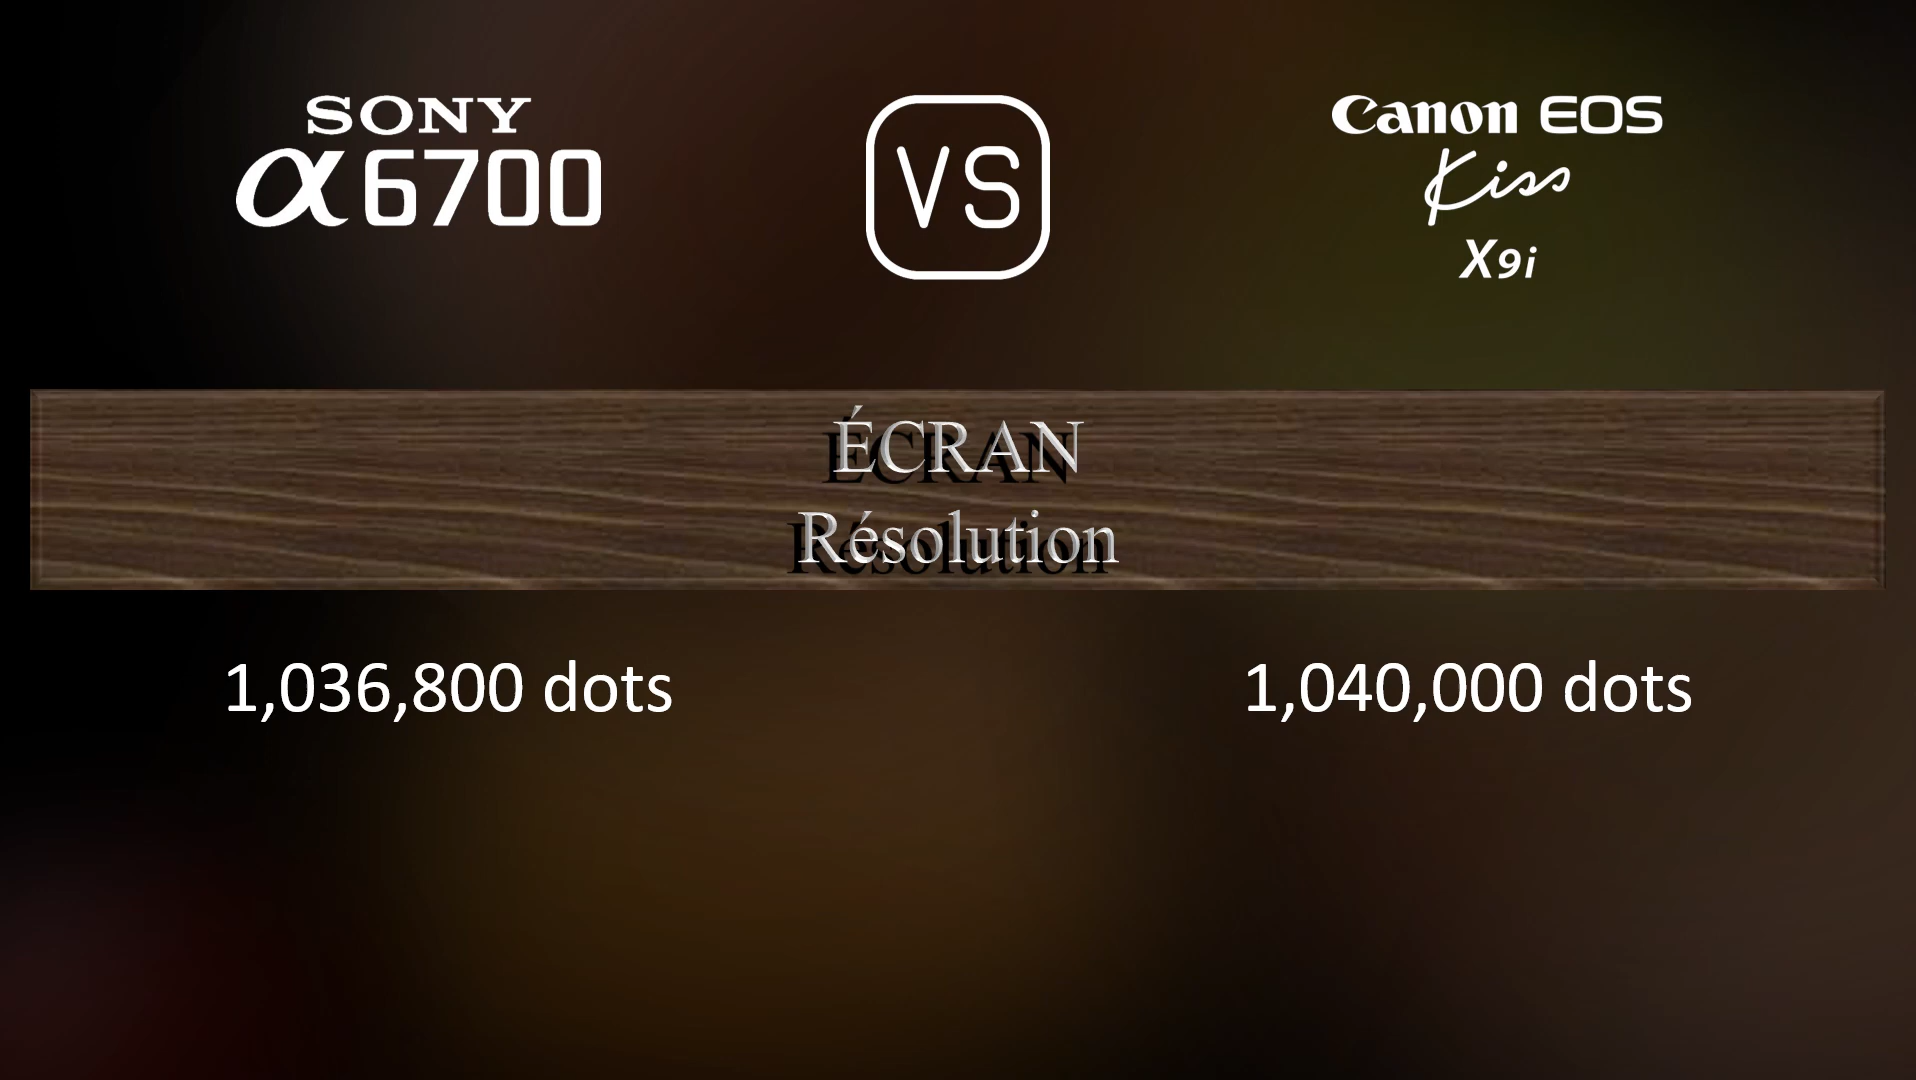 SONY
α6700
VS
Canon EOS
Kiss
X9i
ÉCRAN
Résolution
1,036,800 dots
1,040,000 dots